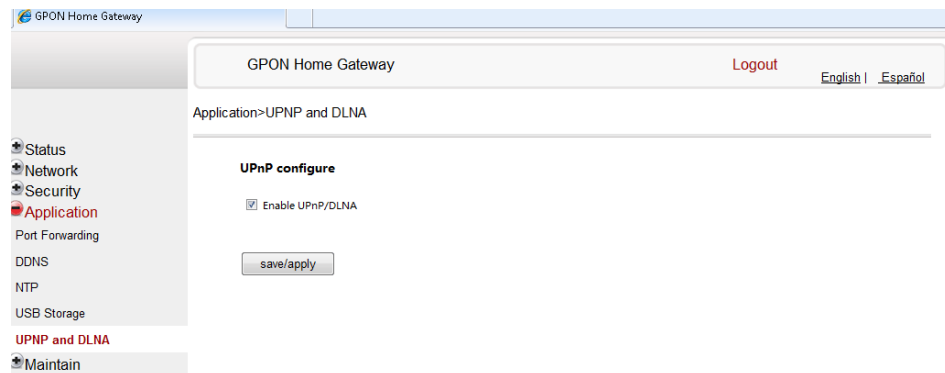 GPON Home Gateway
GPON Home Gateway
Logout
English | Español
Application>UPNP and DLNA
Status
Network
Security
Application
Port Forwarding
DDNS
NTP
USB Storage
UPNP and DLNA
Maintain
UPnP configure
Enable UPnP/DLNA
save/apply